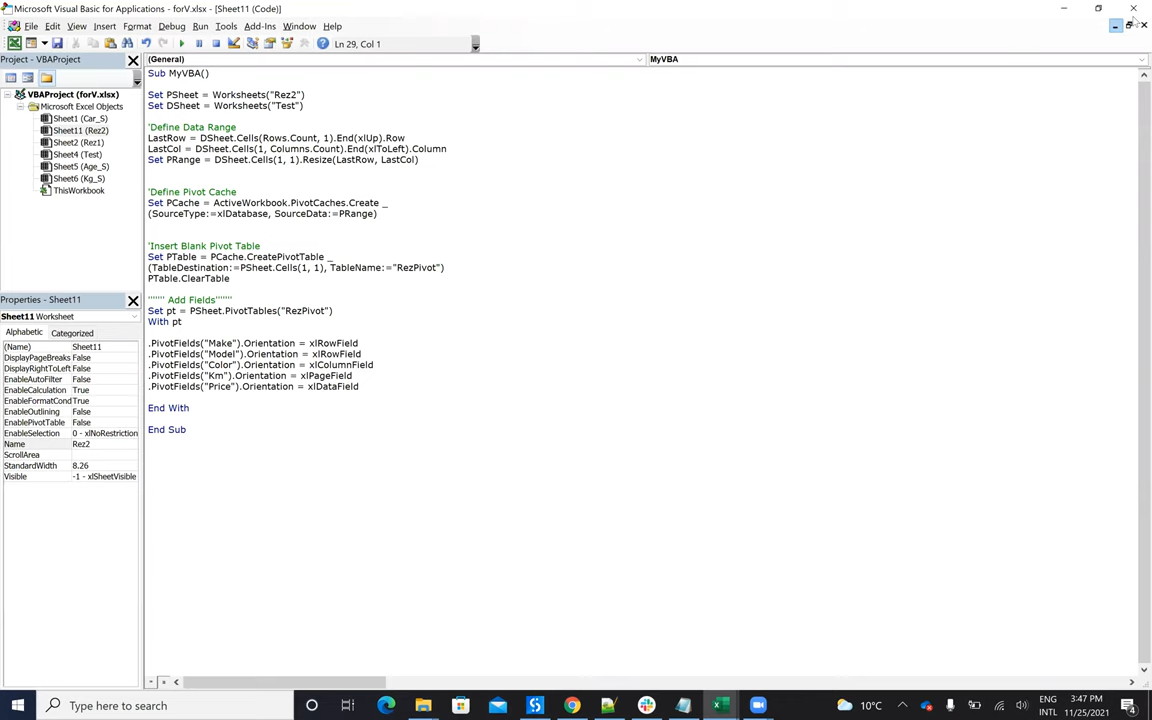 Microsoft Visual Basic for Applications - forV.xlsx - [Sheet11 (Code)]
File Edit View Insert Format Debug Run Tools Add-Ins Window Help
Ln 29, Col 1
Project - VBAProject
(General)
MyVBA
VBAProject (forV.xlsx)
Microsoft Excel Objects
Sheet1 (Car_S)
Sheet11 (Rez2)
Sheet2 (Rez1)
Sheet4 (Test)
Sheet5 (Age_S)
Sheet6 (Kg_S)
ThisWorkbook
Properties - Sheet11
Sheet11 Worksheet
Alphabetic Categorized
(Name) Sheet11
DisplayPageBreaks False
DisplayRightToLeft False
EnableAutoFilter False
EnableCalculation True
EnableFormatCond True
EnableOutlining False
EnablePivotTable False
EnableSelection 0 - xlNoRestriction
Name Rez2
ScrollArea
StandardWidth 8.26
Visible -1 - xlSheetVisible
Sub MyVBA()
Set PSheet = Worksheets("Rez2")
Set DSheet = Worksheets("Test")
'Define Data Range
LastRow = DSheet.Cells(Rows.Count, 1).End(xlUp).Row
LastCol = DSheet.Cells(1, Columns.Count).End(xlToLeft).Column
Set PRange = DSheet.Cells(1, 1).Resize(LastRow, LastCol)
'Define Pivot Cache
Set PCache = ActiveWorkbook.PivotCaches.Create _
(SourceType:=xlDatabase, SourceData:=PRange)
'Insert Blank Pivot Table
Set PTable = PCache.CreatePivotTable _
(TableDestination:=PSheet.Cells(1, 1), TableName:="RezPivot")
PTable.ClearTable
'''''''' Add Fields''''''''
Set pt = PSheet.PivotTables("RezPivot")
With pt
.PivotFields("Make").Orientation = xlRowField
.PivotFields("Model").Orientation = xlRowField
.PivotFields("Color").Orientation = xlColumnField
.PivotFields("Km").Orientation = xlPageField
.PivotFields("Price").Orientation = xlDataField
End With
End Sub
Type here to search
10°C
ENG
INTL
3:47 PM
11/25/2021
4